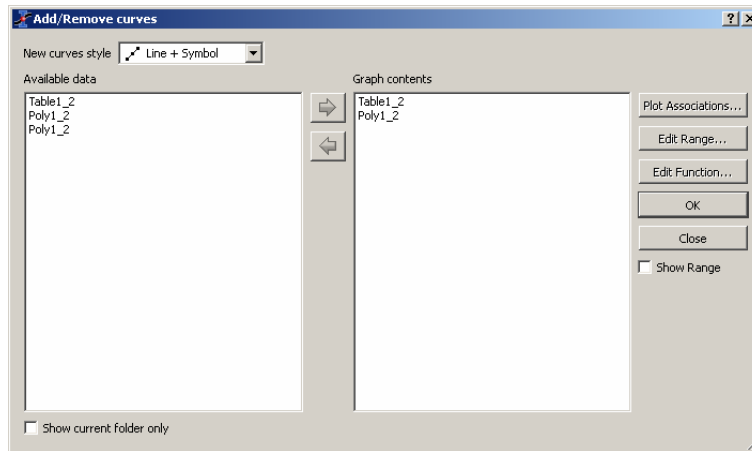 Add/Remove curves
New curves style Line + Symbol
Available data
Table1_2
Poly1_2
Poly1_2
Graph contents
Table1_2
Poly1_2
Plot Associations...
Edit Range...
Edit Function...
OK
Close
Show Range
Show current folder only